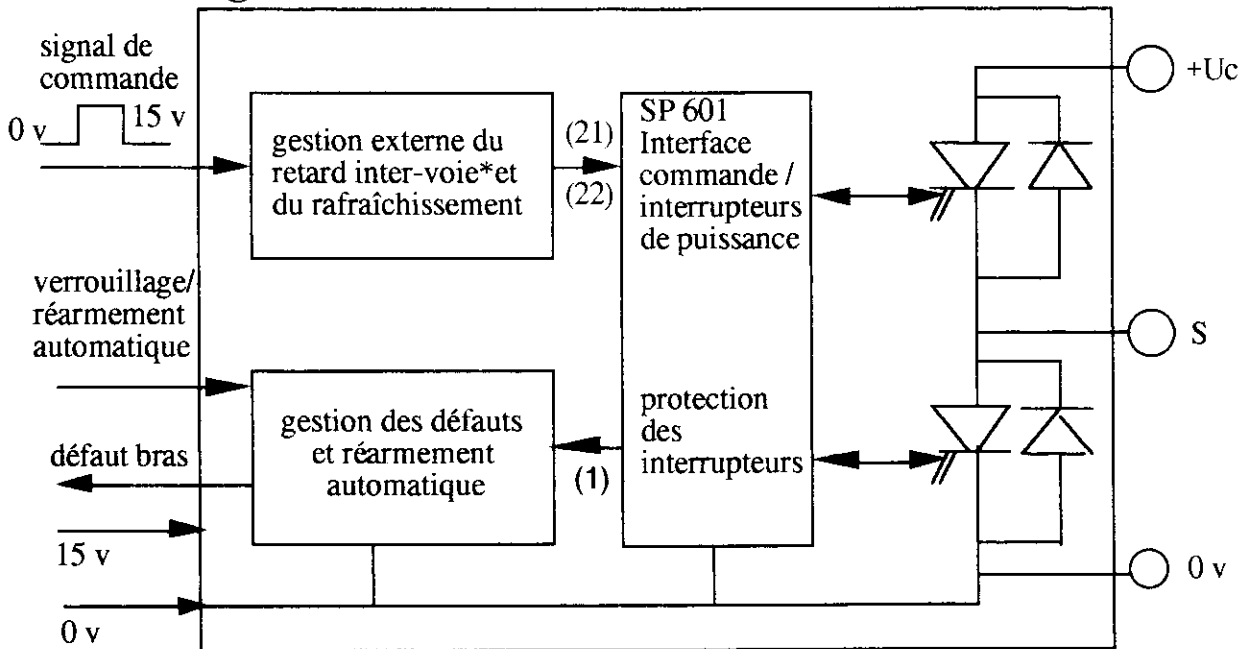 signal de
commande
0 v
15 v
gestion externe du
retard inter-voie*et
du rafraîchissement
(21)
(22)
SP 601
Interface
commande /
interrupteurs
de puissance
+Uc
verrouillage/
réarmement
automatique
S
gestion des défauts
et réarmement
automatique
(1)
protection
des
interrupteurs
défaut bras
15 v
0 v
0 v